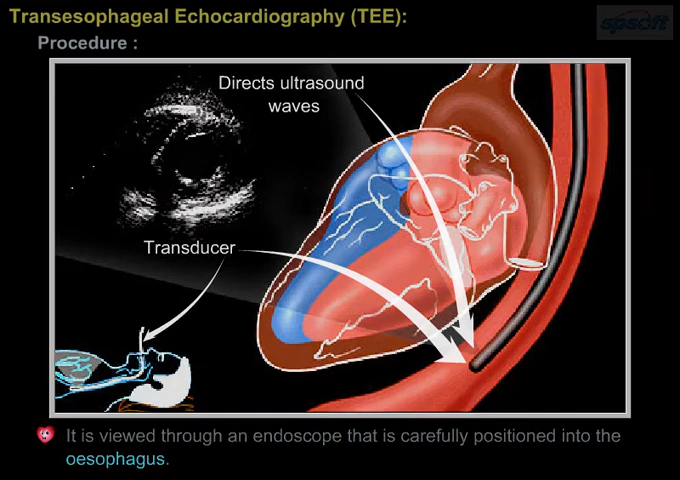 Transesophageal Echocardiography (TEE):
spsoft
Procedure :
Directs ultrasound
waves
Transducer
It is viewed through an endoscope that is carefully positioned into the
oesophagus.